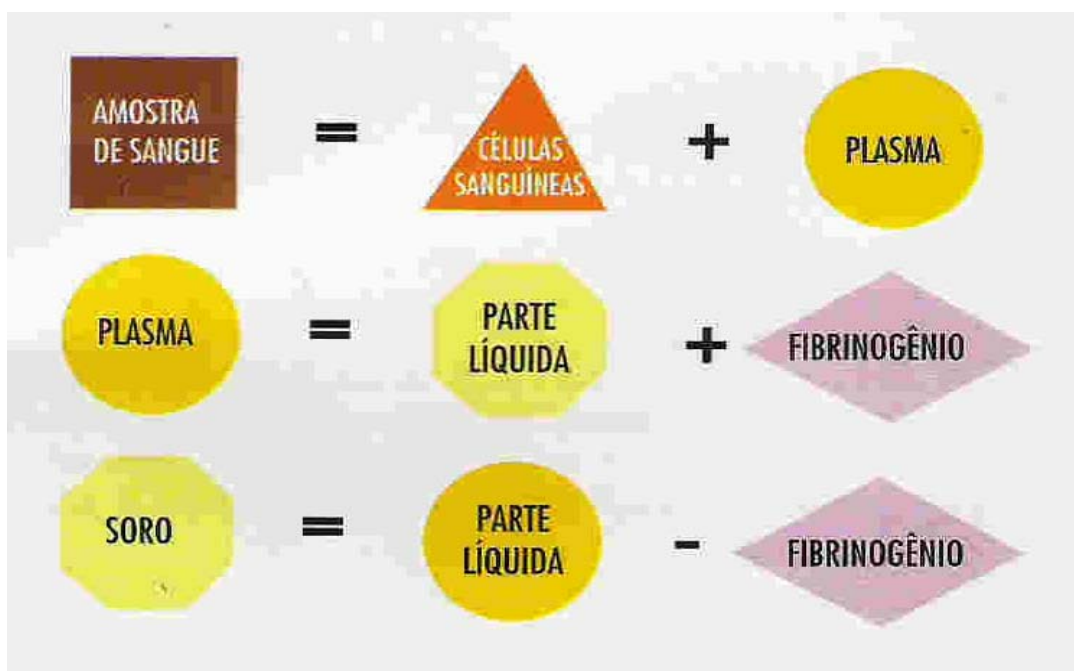 AMOSTRA
DE SANGUE
=
CÉLULAS
SANGUÍNEAS
+
PLASMA
PLASMA
=
PARTE
LÍQUIDA
+
FIBRINOGÊNIO
SORO
=
PARTE
LÍQUIDA
-
FIBRINOGÊNIO